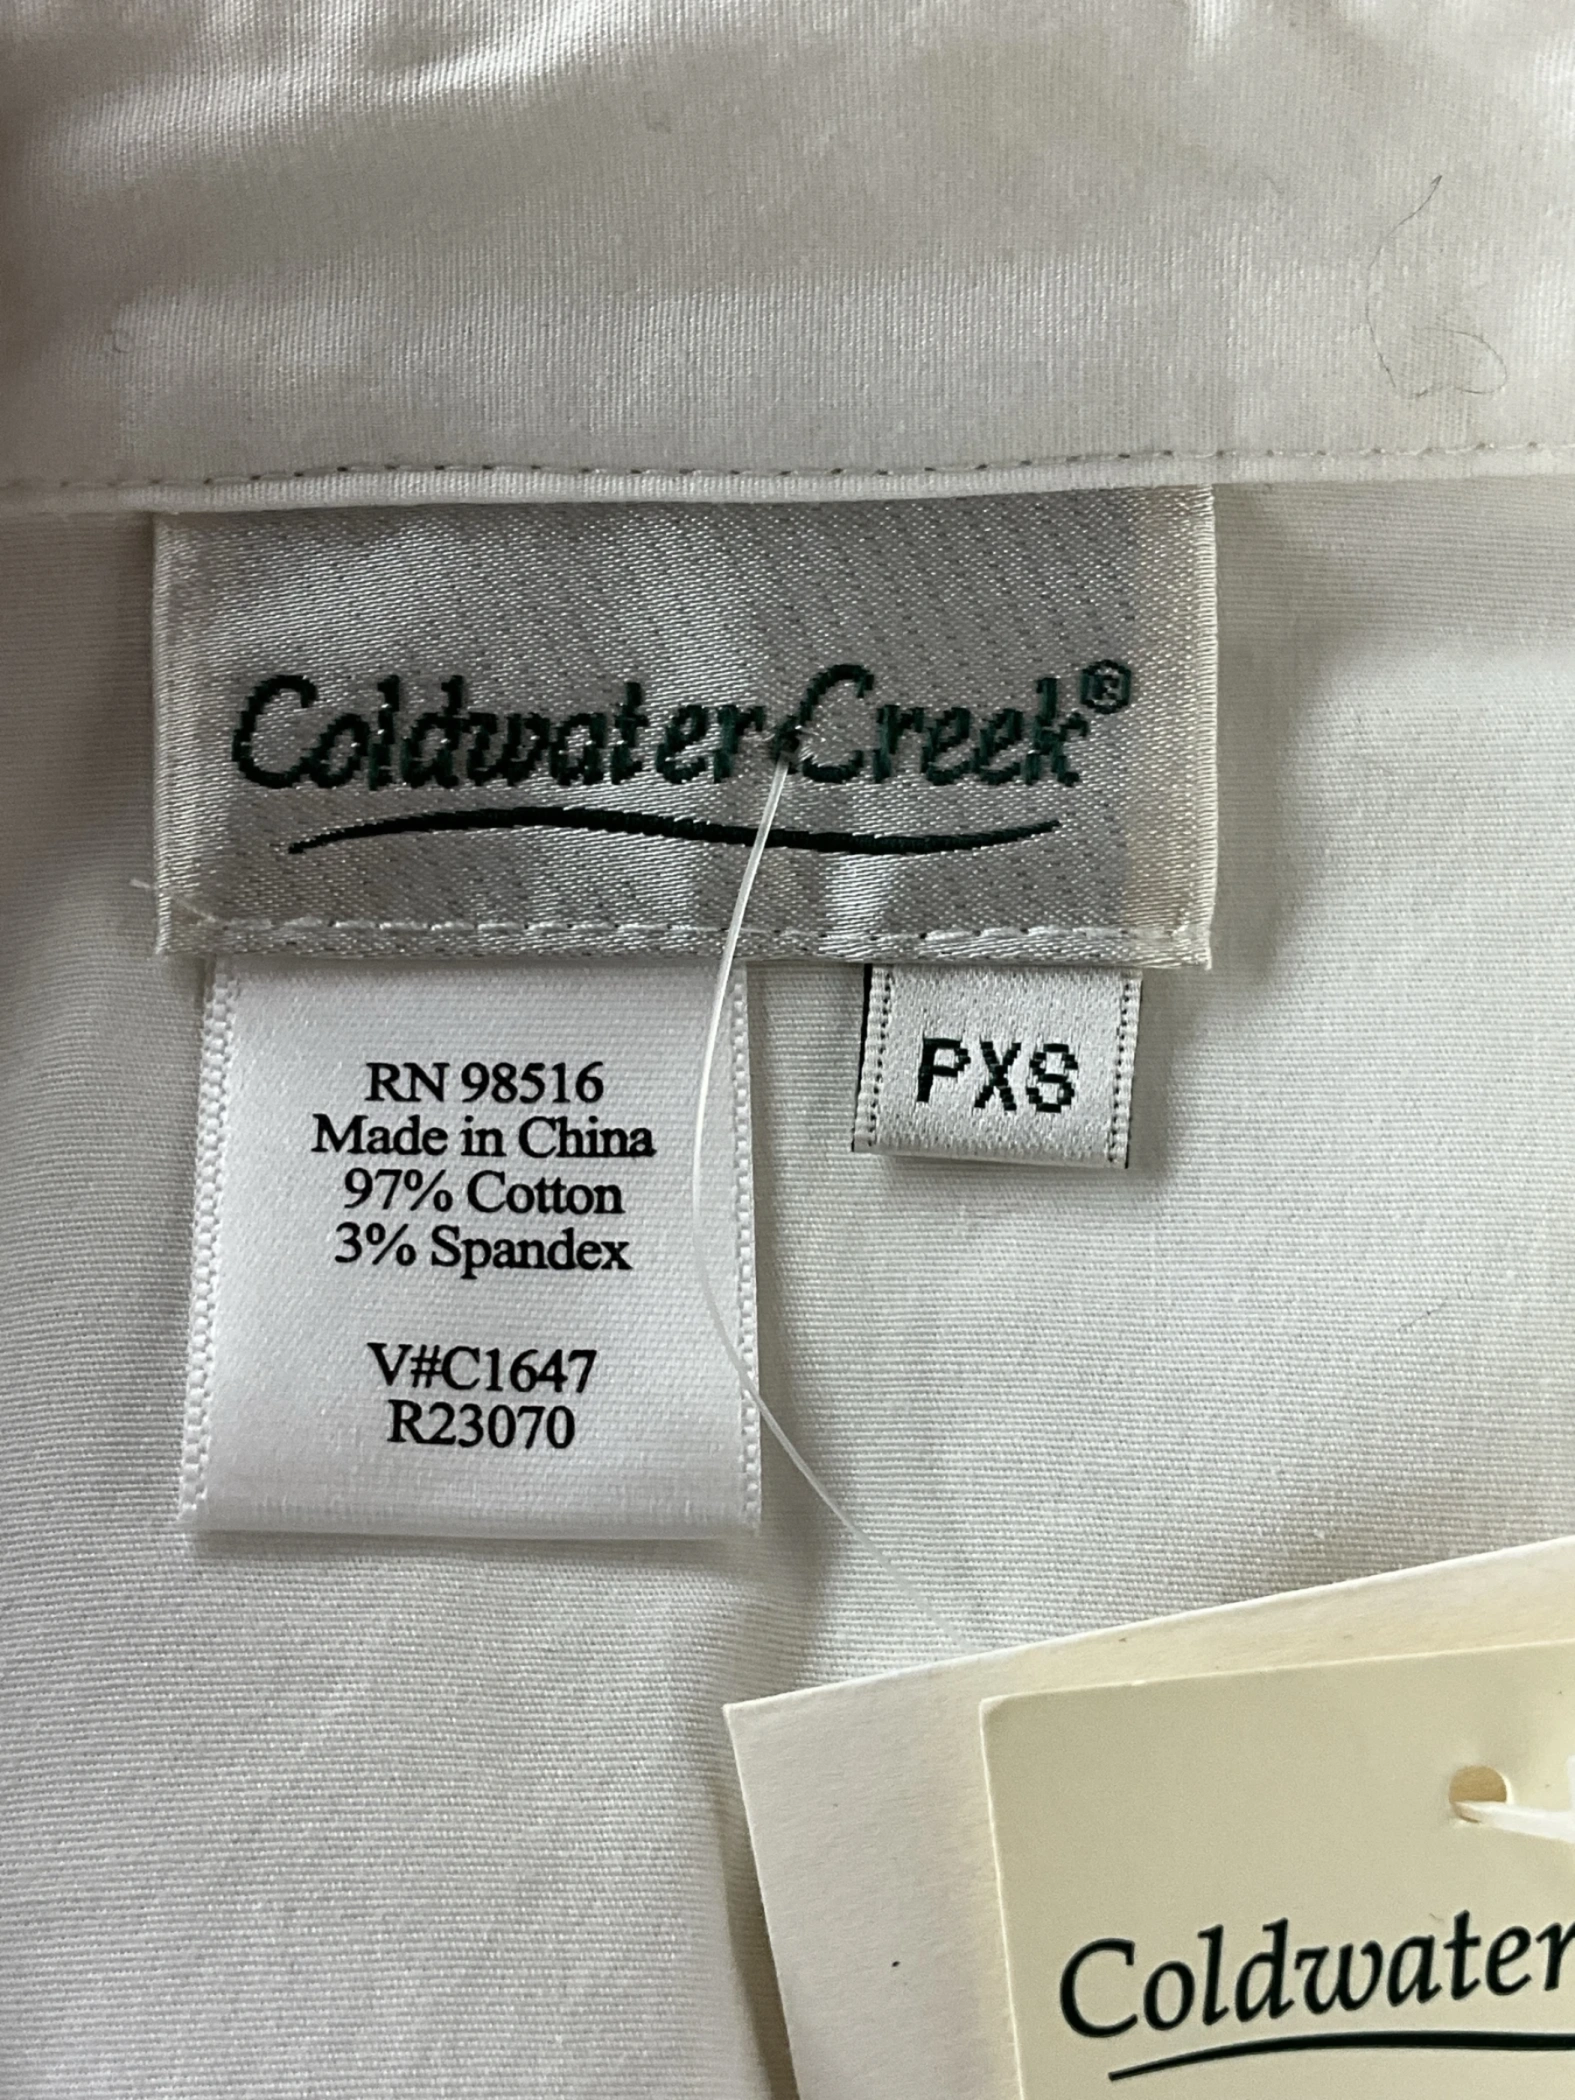 Coldwater Creek®
RN 98516
Made in China
97% Cotton
3% Spandex
V#C1647
R23070
PXS
Coldwater